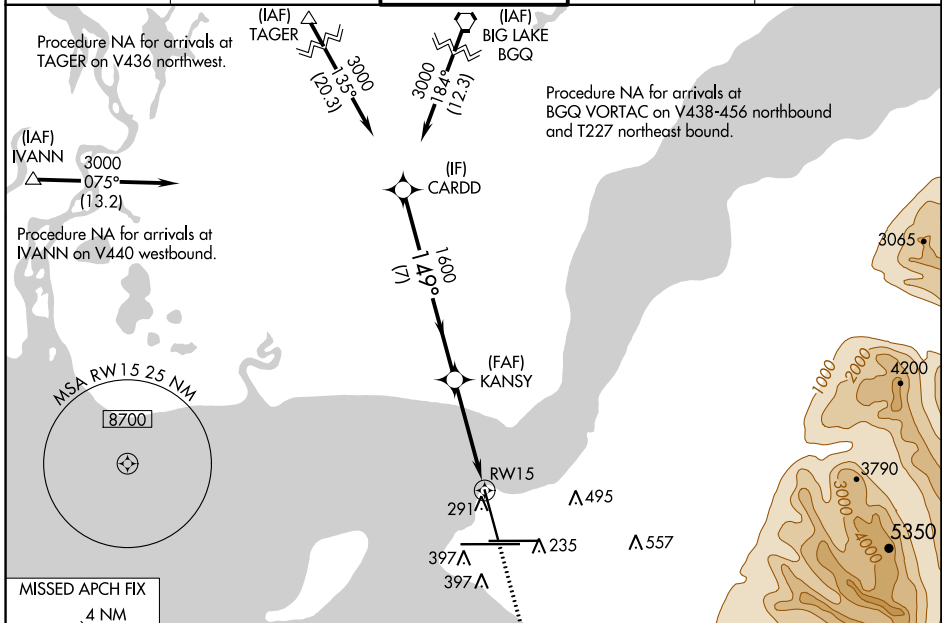 (IAF)
TAGER
(IAF)
BIG LAKE
BGQ
Procedure NA for arrivals at
TAGER on V436 northwest.
3000
135°
(20.3)
3000
184°
(12.3)
Procedure NA for arrivals at
BGQ VORTAC on V438-456 northbound
and T227 northeast bound.
(IAF)
IVANN
3000
075°
(13.2)
(IF)
CARDD
Procedure NA for arrivals at
IVANN on V440 westbound.
3065
1600
149°
(7)
(FAF)
KANSY
MSA RW15 25 NM
8700
1000
2000
4200
RW15
291
495
3790
3000
4000
5350
397
235
557
397
MISSED APCH FIX
4 NM